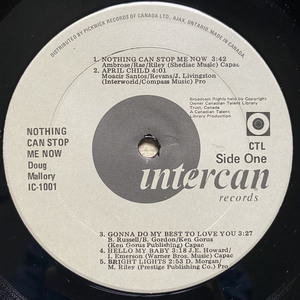 DISTRIBUTED BY PICKWICK RECORDS OF CANADA LTD., AJAX, ONTARIO. MADE IN CANADA.
1. NOTHING CAN STOP ME NOW 3:42
Ambrose/Rae/Riley (Shediac Music) Capac
2. APRIL CHILD 4:01
Moacir Santos/Revans/J. Livingston
(Interworld/Compass Music) Pro
NOTHING
CAN STOP
ME NOW
Doug
Mallory
IC-1001
Broadcast Rights held by
Owner Canadian Talent Library
Trust, Canada
A Canadian Talent
Library Production
CTL
Side One
intercan
records
3. GONNA DO MY BEST TO LOVE YOU 3:27
B. Russell/B. Gordon/Ken Gorus
(Ken Gorus Publishing) Capac
4. HELLO MY BABY 3:18 J.E. Howard/
I. Emerson (Warner Bros. Music) Capac
5. BRIGHT LIGHTS 2:53 D. Morgan/
M. Riley (Prestige Publishing Co.) Pro